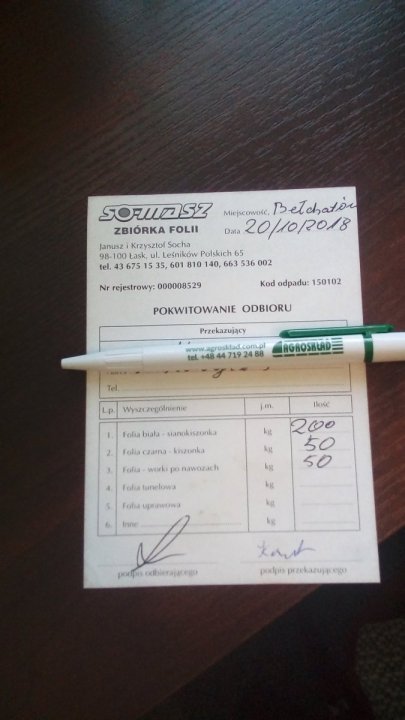 SO-MASZ
ZBIÓRKA FOLII
Miejscowość, Bełchatów
Data 20/10/2018
Janusz i Krzysztof Socha
98-100 Łask, ul. Leśników Polskich 65
tel. 43 675 15 35, 601 810 140, 663 536 002
Nr rejestrowy: 000008529 Kod odpadu: 150102
POKWITOWANIE ODBIORU
Przekazujący
www.agrosklad.com.pl
tel. +48 44 719 24 88
AGROSKŁAD
Tel.
L.p. Wyszczególnienie j.m. Ilość
1. Folia biała - sianokiszonka kg 200
2. Folia czarna - kiszonka kg 50
3. Folia - worki po nawozach kg 50
4. Folia tunelowa kg
5. Folia uprawowa kg
6. Inne kg
podpis odbierającego podpis przekazującego